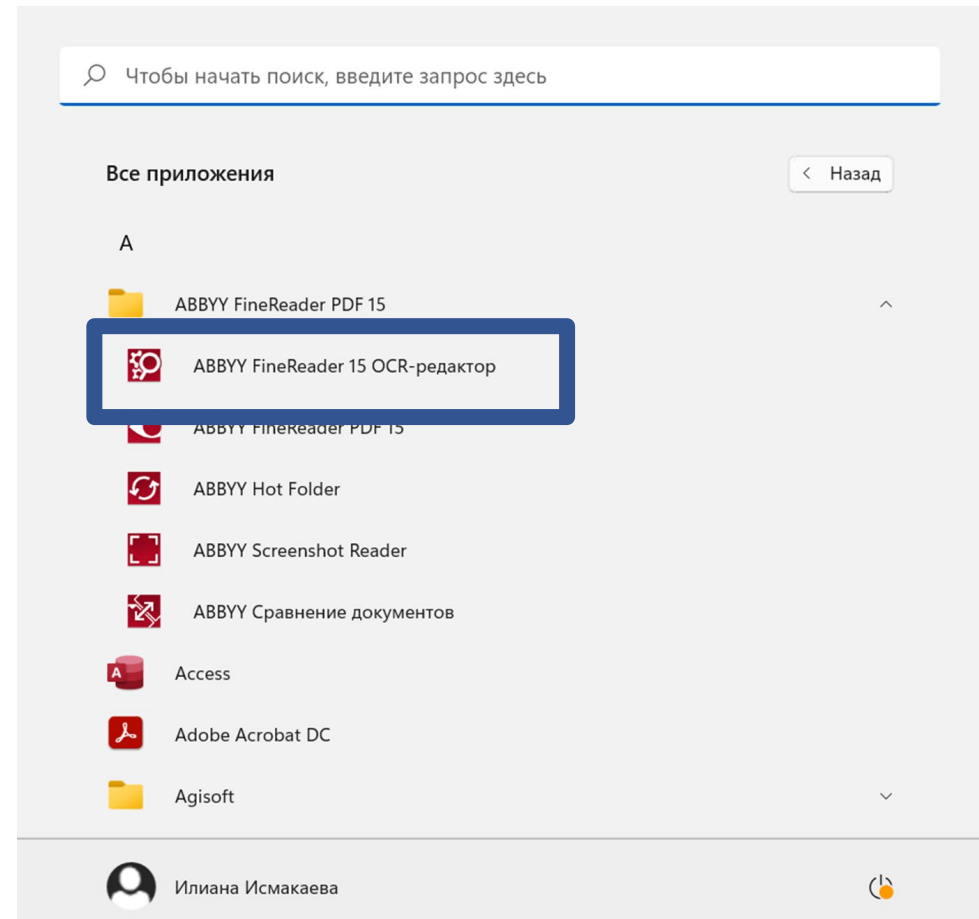 Чтобы начать поиск, введите запрос здесь
Все приложения
Назад
A
ABBYY FineReader PDF 15
ABBYY FineReader 15 OCR-редактор
ABBYY FineReader PDF 15
ABBYY Hot Folder
ABBYY Screenshot Reader
ABBYY Сравнение документов
Access
Adobe Acrobat DC
Agisoft
Илиана Исмакаева